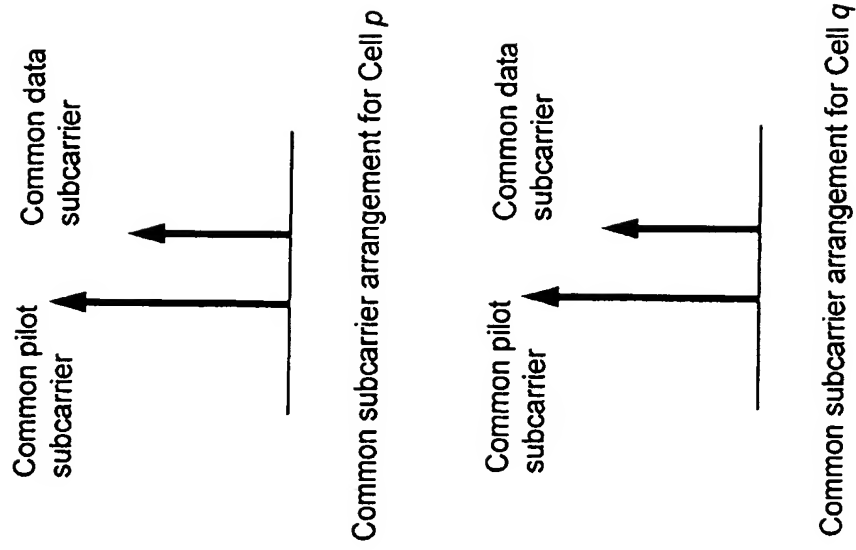 Common pilot
subcarrier
Common data
subcarrier
Common subcarrier arrangement for Cell p
Common pilot
subcarrier
Common data
subcarrier
Common subcarrier arrangement for Cell q